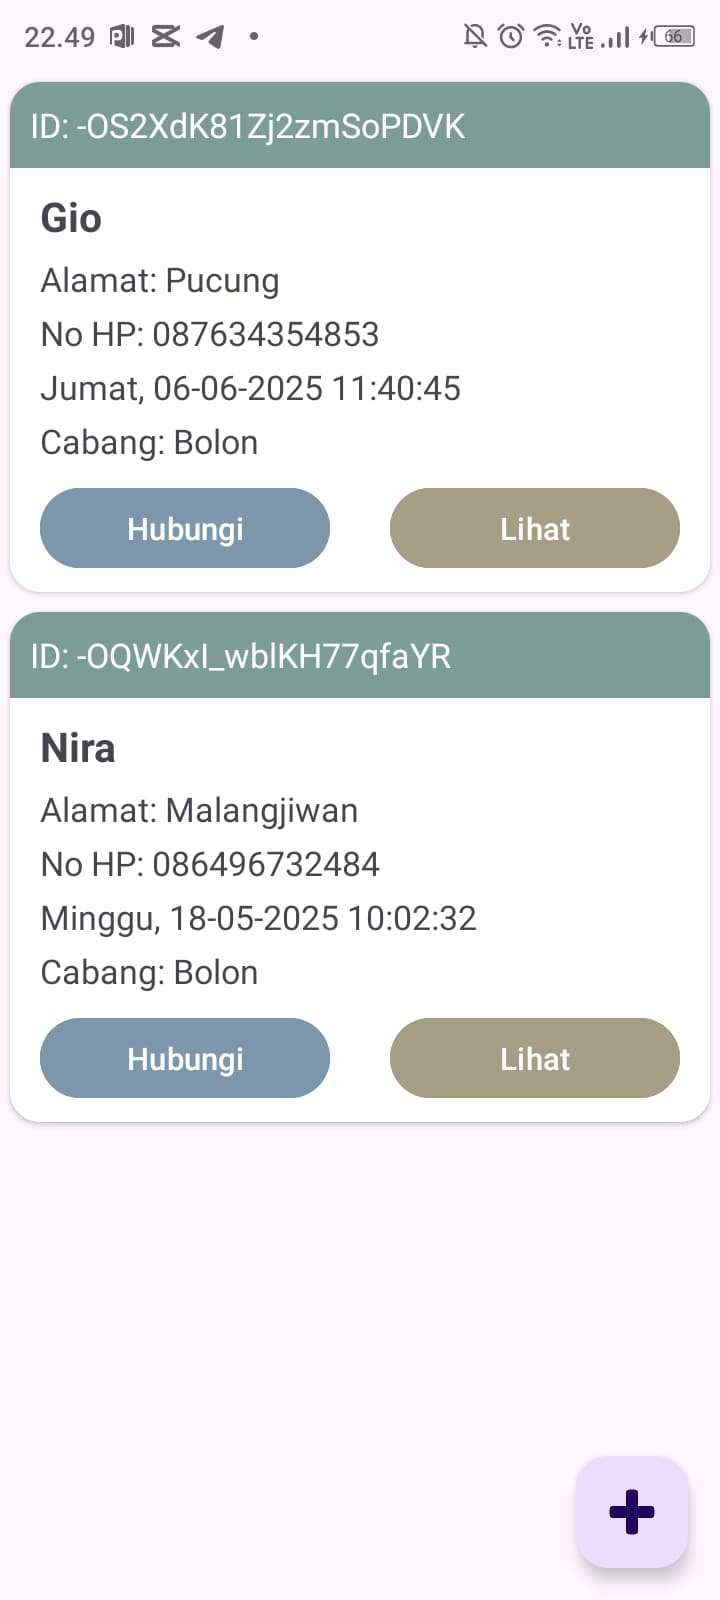 22.49
Vo
LTE
66
ID: -OS2XdK81Zj2zmSoPDVK
Gio
Alamat: Pucung
No HP: 087634354853
Jumat, 06-06-2025 11:40:45
Cabang: Bolon
Hubungi
Lihat
ID: -OQWKxI_wblKH77qfaYR
Nira
Alamat: Malangjiwan
No HP: 086496732484
Minggu, 18-05-2025 10:02:32
Cabang: Bolon
Hubungi
Lihat